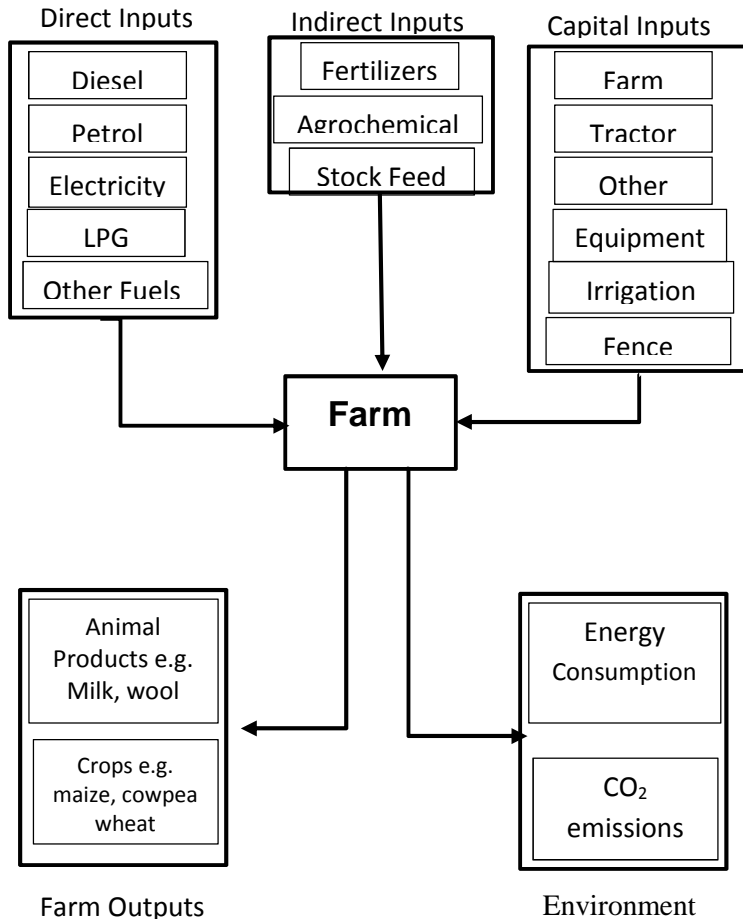 Direct Inputs
Diesel
Petrol
Electricity
LPG
Other Fuels
Indirect Inputs
Fertilizers
Agrochemical
Stock Feed
Capital Inputs
Farm
Tractor
Other
Equipment
Irrigation
Fence
Farm
Animal
Products e.g.
Milk, wool
Crops e.g.
maize, cowpea
wheat
Farm Outputs
Energy
Consumption
CO₂
emissions
Environment